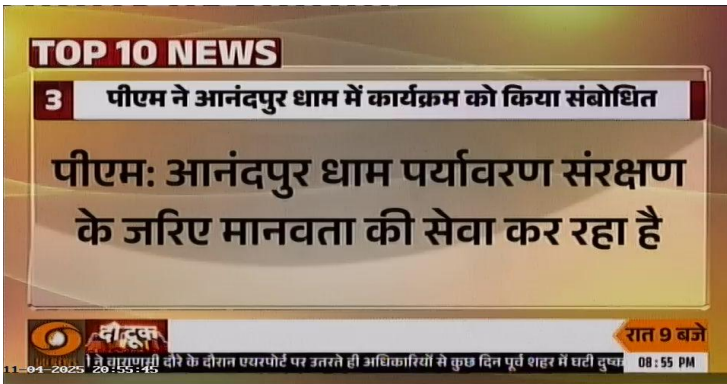 TOP 10 NEWS
3 पीएम ने आनंदपुर धाम में कार्यक्रम को किया संबोधित
पीएम: आनंदपुर धाम पर्यावरण संरक्षण
के जरिए मानवता की सेवा कर रहा है
दो टूक
रात 9 बजे
ने वाराणसी दौरे के दौरान एयरपोर्ट पर उतरते ही अधिकारियों से कुछ दिन पूर्व शहर में घटी
08:55 PM
11-04-2025 20:55:45